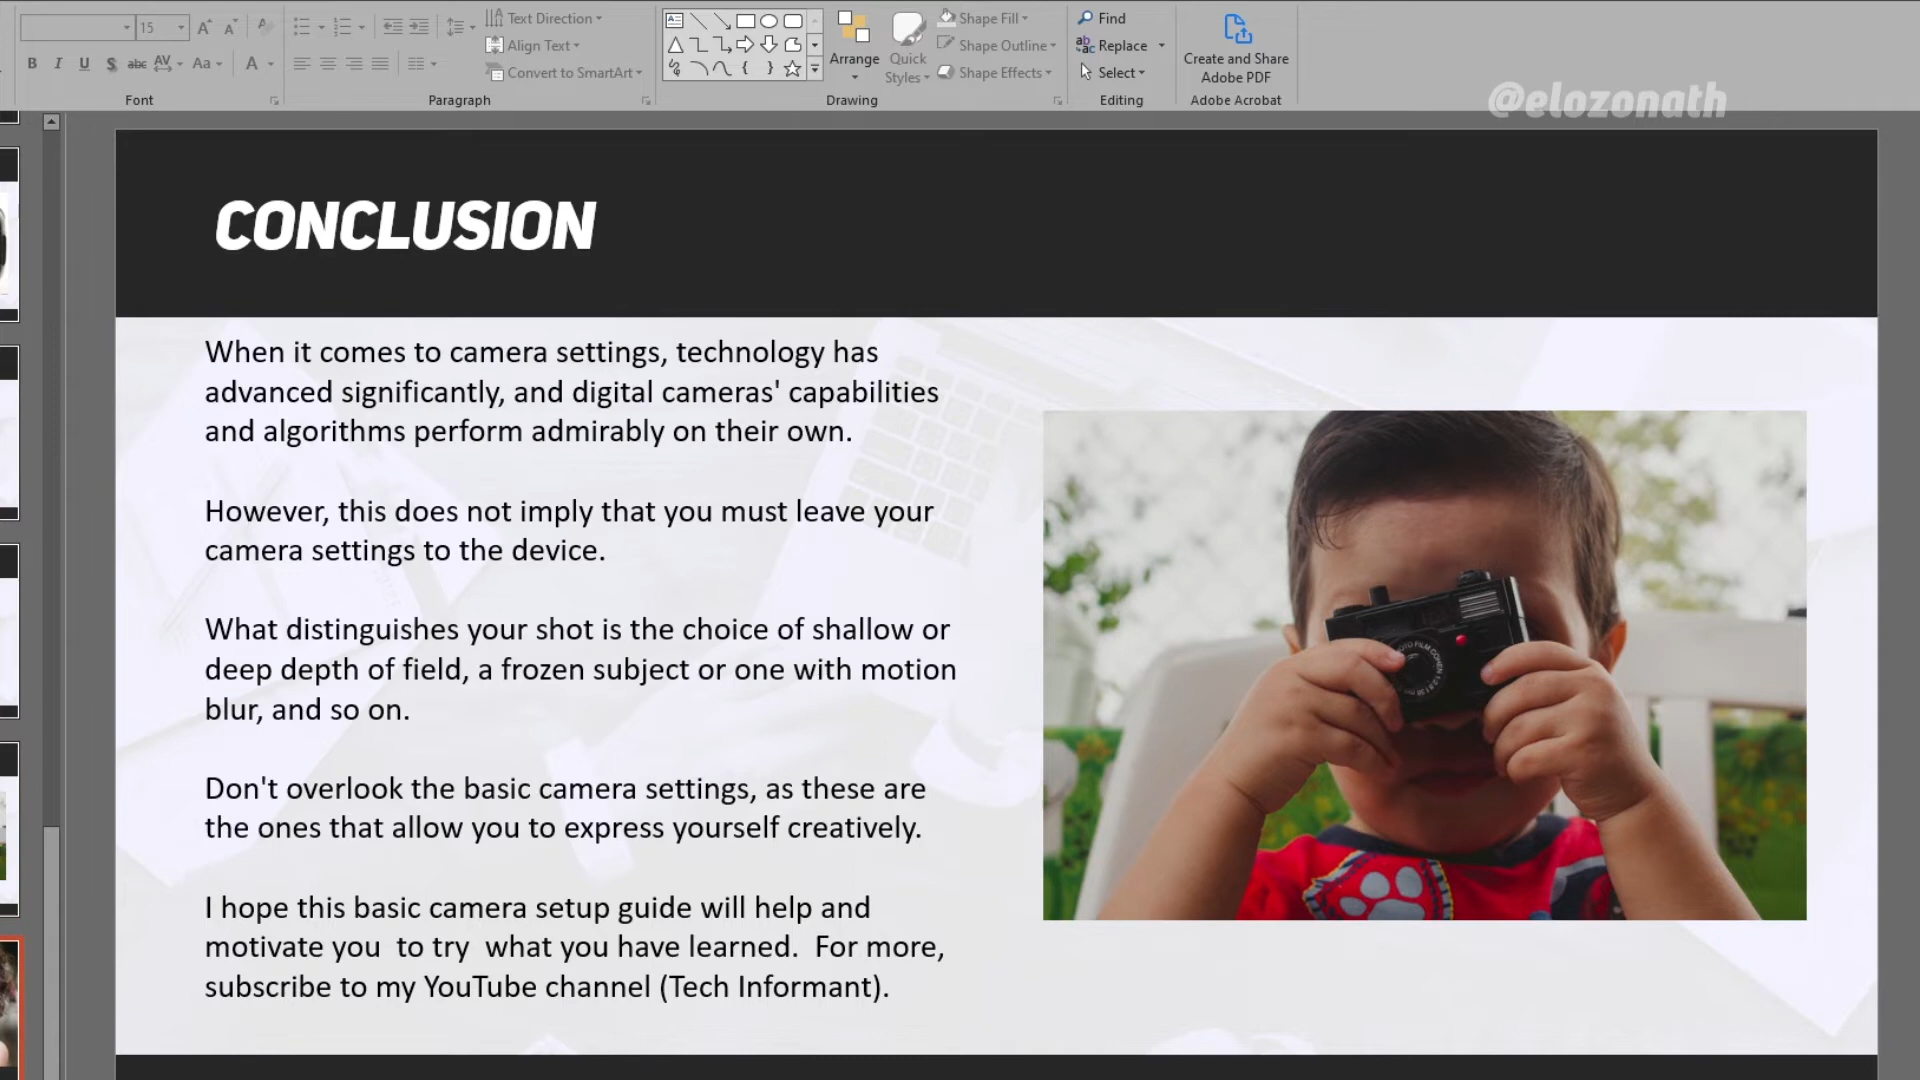 15
Text Direction
Align Text
Convert to SmartArt
B I U S abc AV Aa A
Font
Paragraph
Arrange
Quick
Styles
Shape Fill
Shape Outline
Shape Effects
Drawing
Find
Replace
Select
Editing
Create and Share
Adobe PDF
Adobe Acrobat
@elozonath
CONCLUSION
When it comes to camera settings, technology has
advanced significantly, and digital cameras' capabilities
and algorithms perform admirably on their own.
However, this does not imply that you must leave your
camera settings to the device.
What distinguishes your shot is the choice of shallow or
deep depth of field, a frozen subject or one with motion
blur, and so on.
Don't overlook the basic camera settings, as these are
the ones that allow you to express yourself creatively.
I hope this basic camera setup guide will help and
motivate you  to try  what you have learned.  For more,
subscribe to my YouTube channel (Tech Informant).